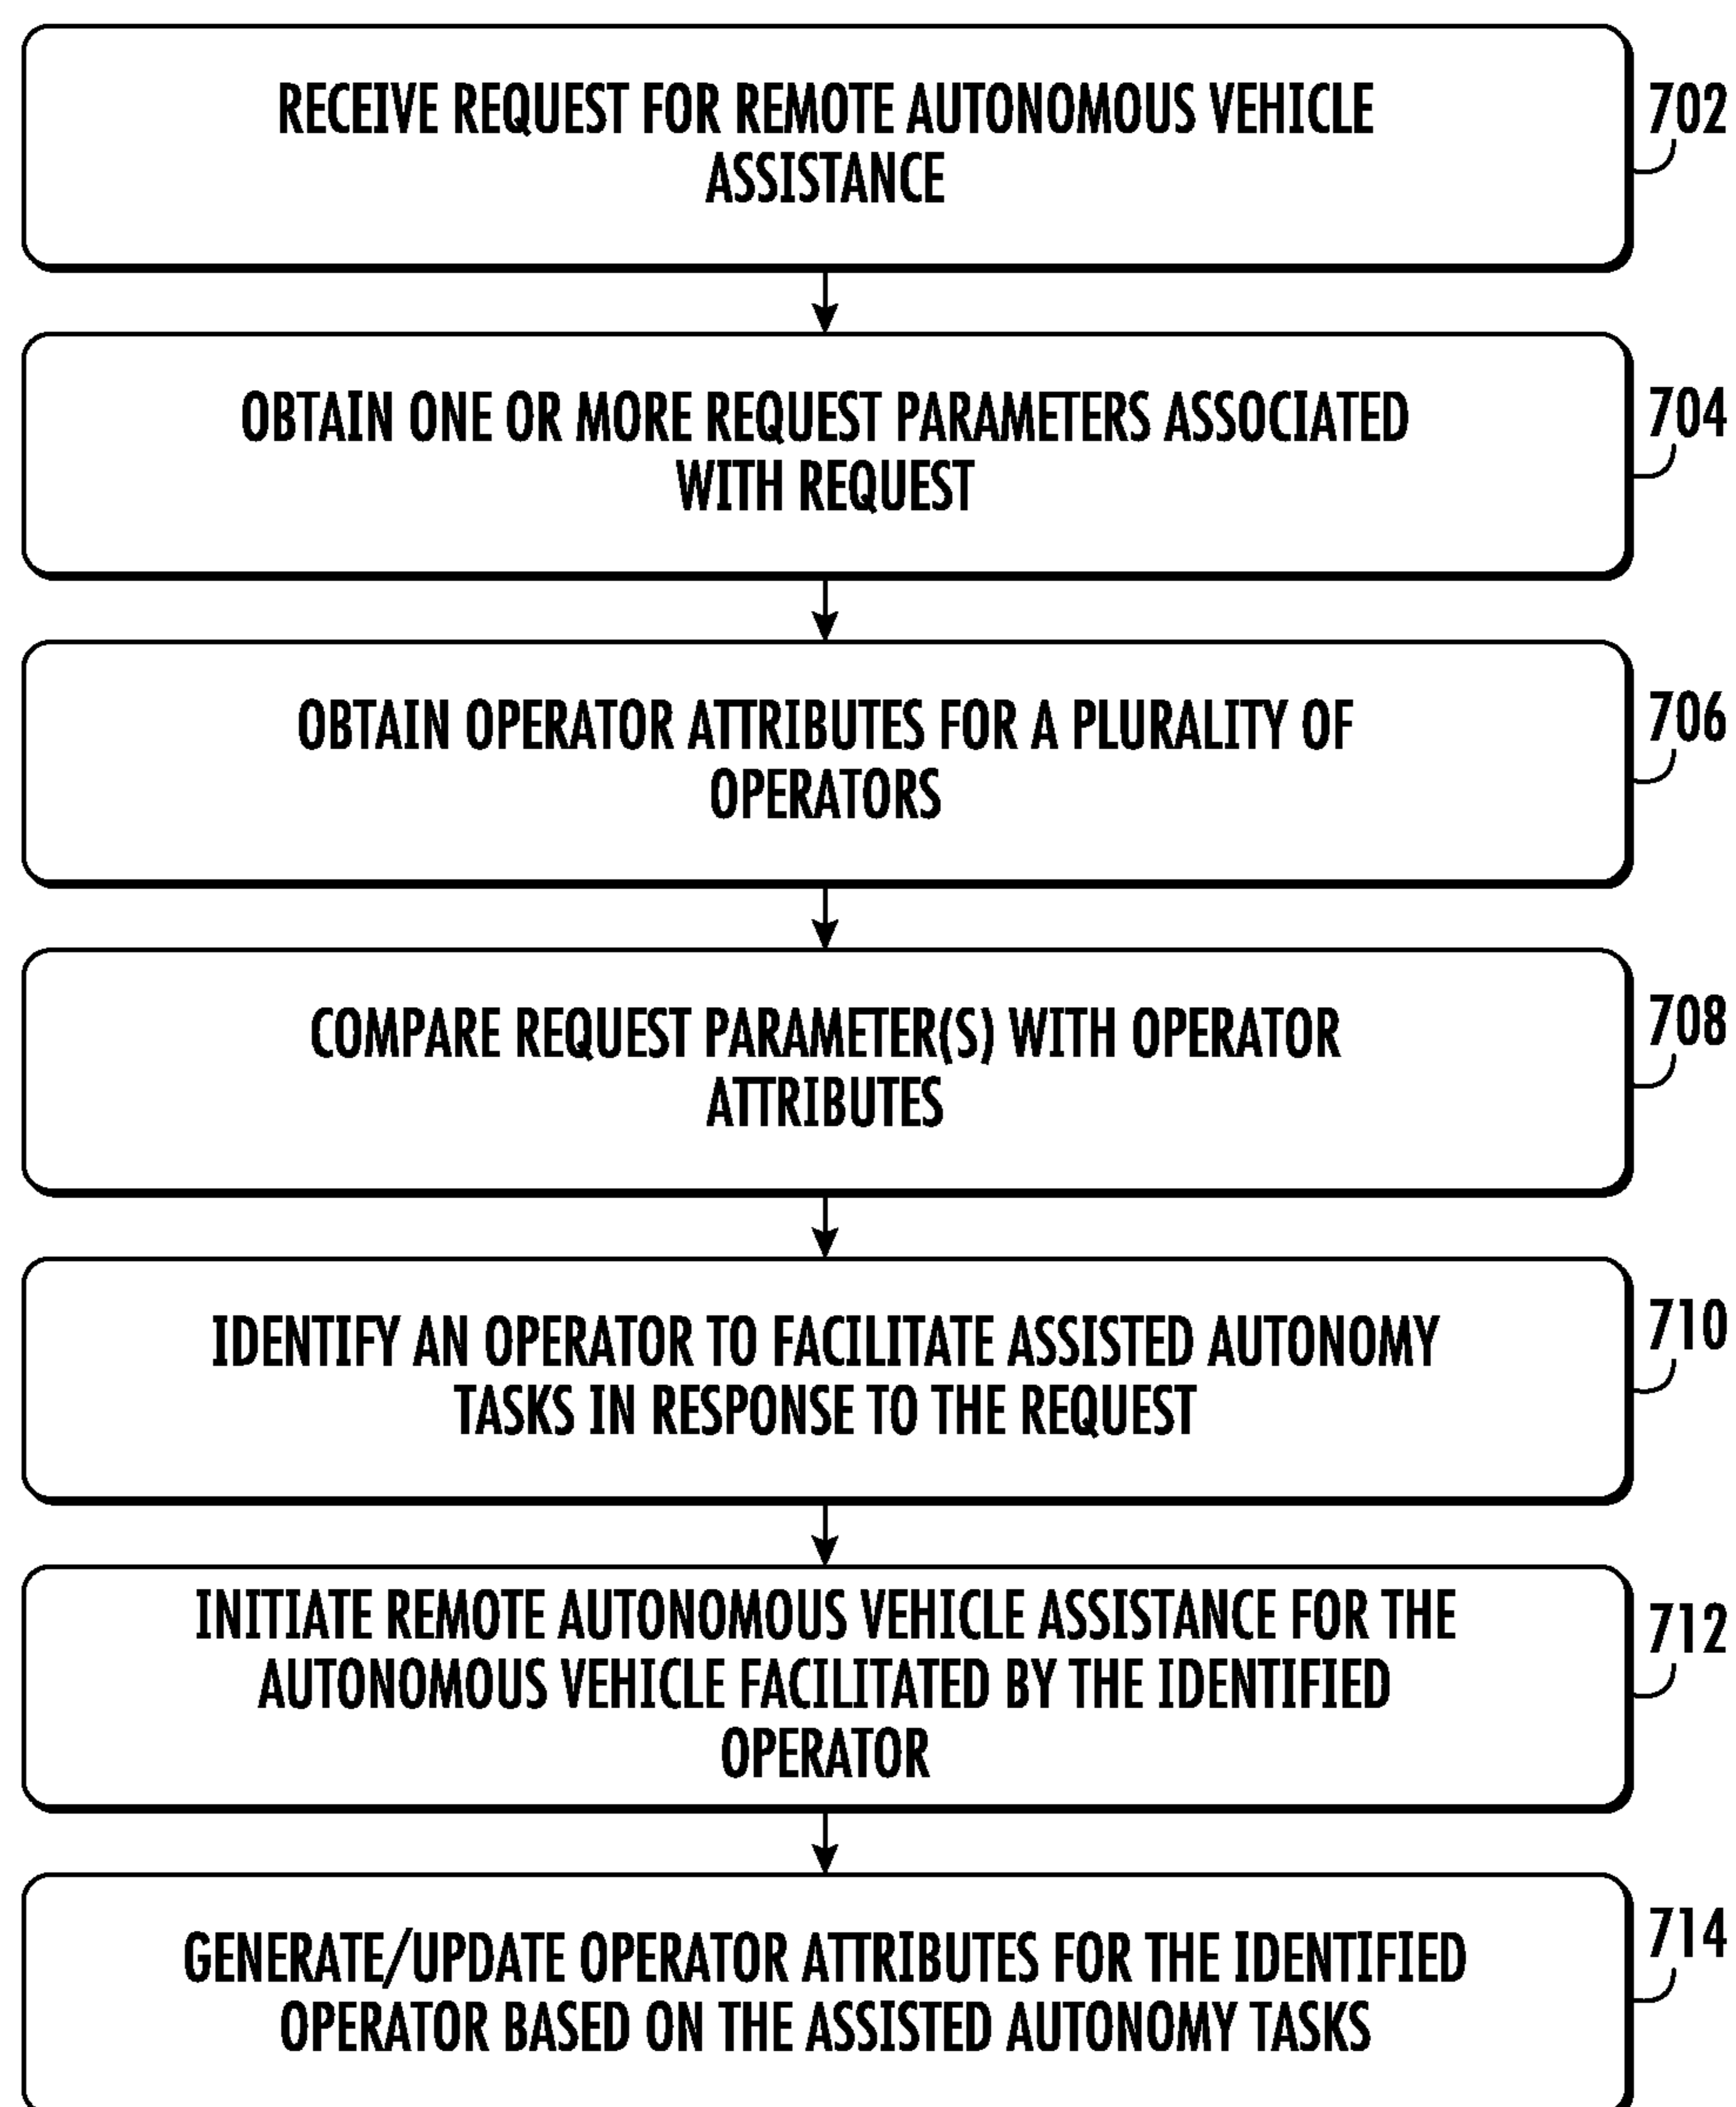 RECEIVE REQUEST FOR REMOTE AUTONOMOUS VEHICLE
ASSISTANCE
702
OBTAIN ONE OR MORE REQUEST PARAMETERS ASSOCIATED
WITH REQUEST
704
OBTAIN OPERATOR ATTRIBUTES FOR A PLURALITY OF
OPERATORS
706
COMPARE REQUEST PARAMETER(S) WITH OPERATOR
ATTRIBUTES
708
IDENTIFY AN OPERATOR TO FACILITATE ASSISTED AUTONOMY
TASKS IN RESPONSE TO THE REQUEST
710
INITIATE REMOTE AUTONOMOUS VEHICLE ASSISTANCE FOR THE
AUTONOMOUS VEHICLE FACILITATED BY THE IDENTIFIED
OPERATOR
712
GENERATE/UPDATE OPERATOR ATTRIBUTES FOR THE IDENTIFIED
OPERATOR BASED ON THE ASSISTED AUTONOMY TASKS
714